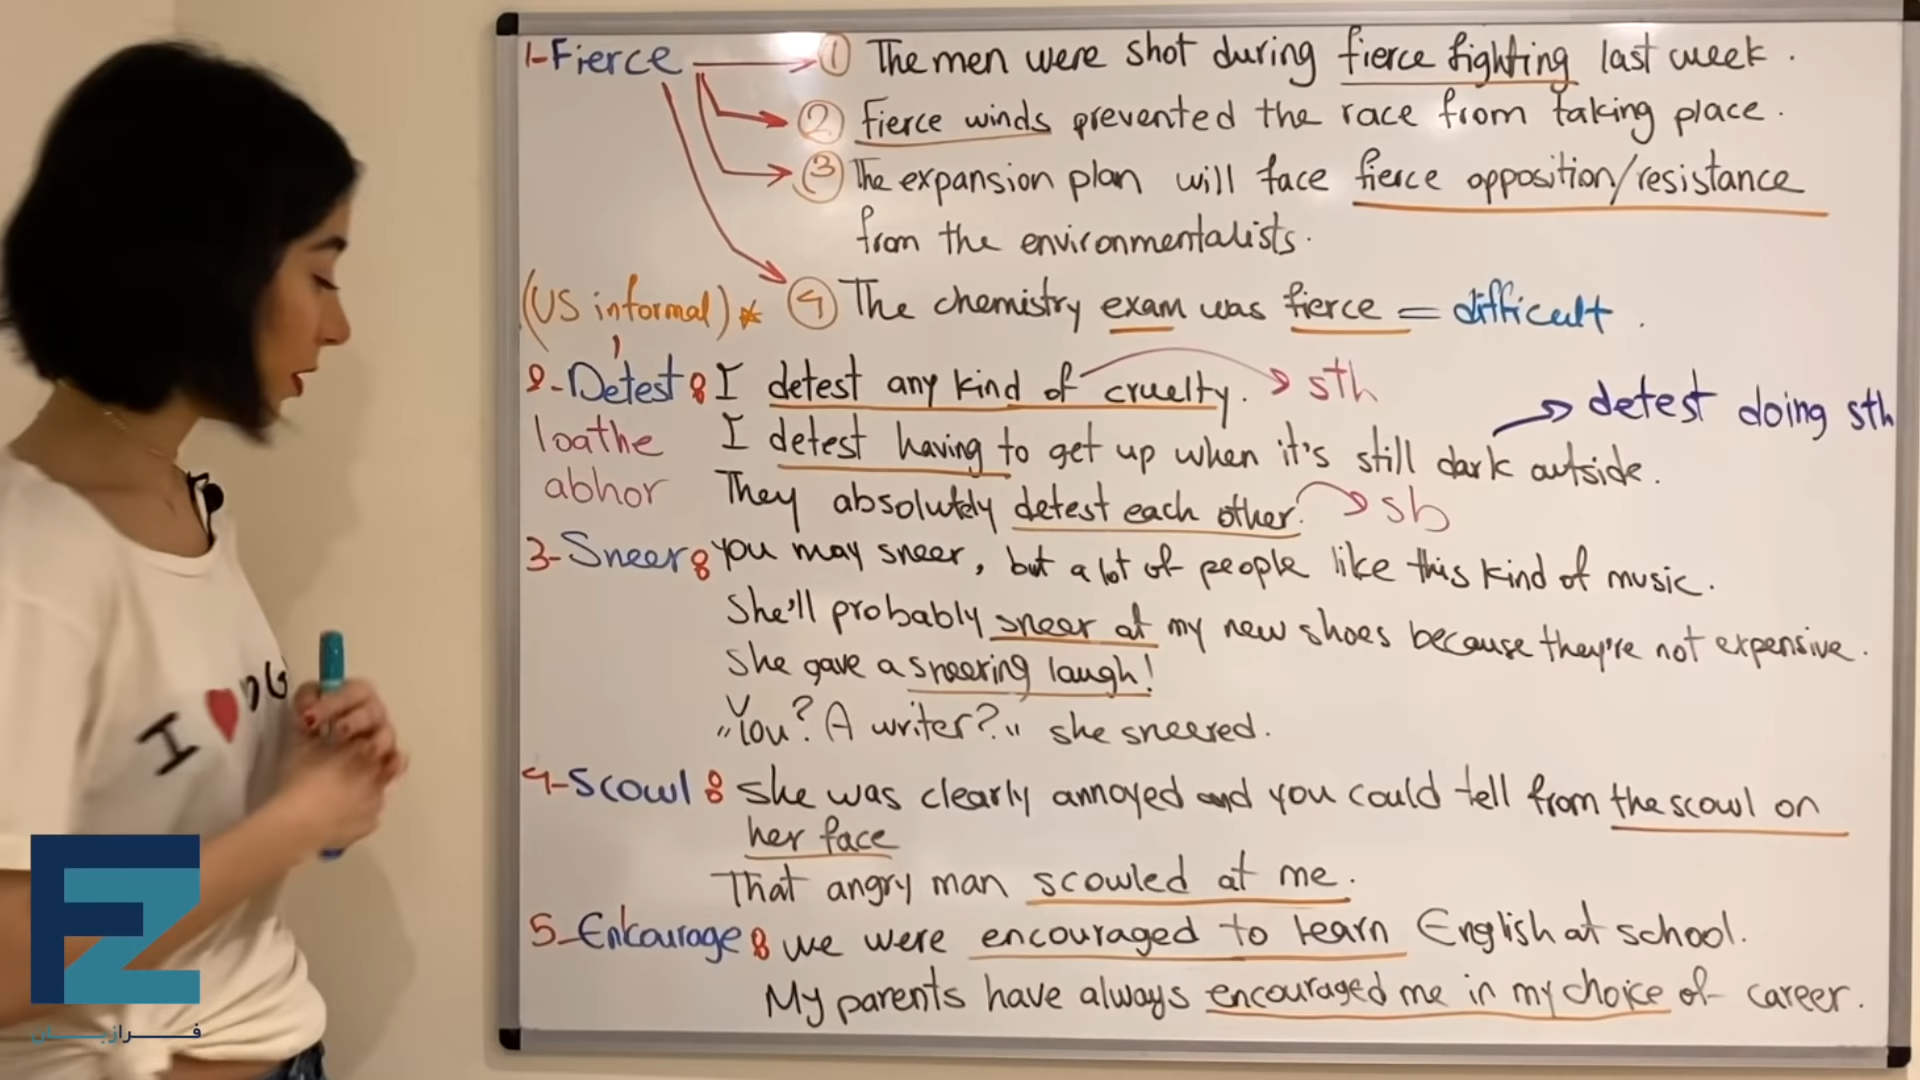 1-Fierce ① The men were shot during fierce fighting last week.
② fierce winds prevented the race from taking place.
③ The expansion plan will face fierce opposition/resistance
from the environmentalists.
(US informal) * ④ The chemistry exam was fierce = difficult.
2-Detest: I detest any kind of cruelty. → sth
→ detest doing sth
loathe I detest having to get up when it's still dark outside.
abhor They absolutely detest each other. → sb
3-Sneer: you may sneer, but a lot of people like this kind of music.
She'll probably sneer at my new shoes because they're not expensive.
She gave a sneering laugh!
"You? A writer?" she sneered.
4-Scowl: she was clearly annoyed and you could tell from the scowl on
her face
That angry man scowled at me.
5-Encourage: we were encouraged to learn English at school.
My parents have always encouraged me in my choice of career.
I ♥
EZ
فرازبان